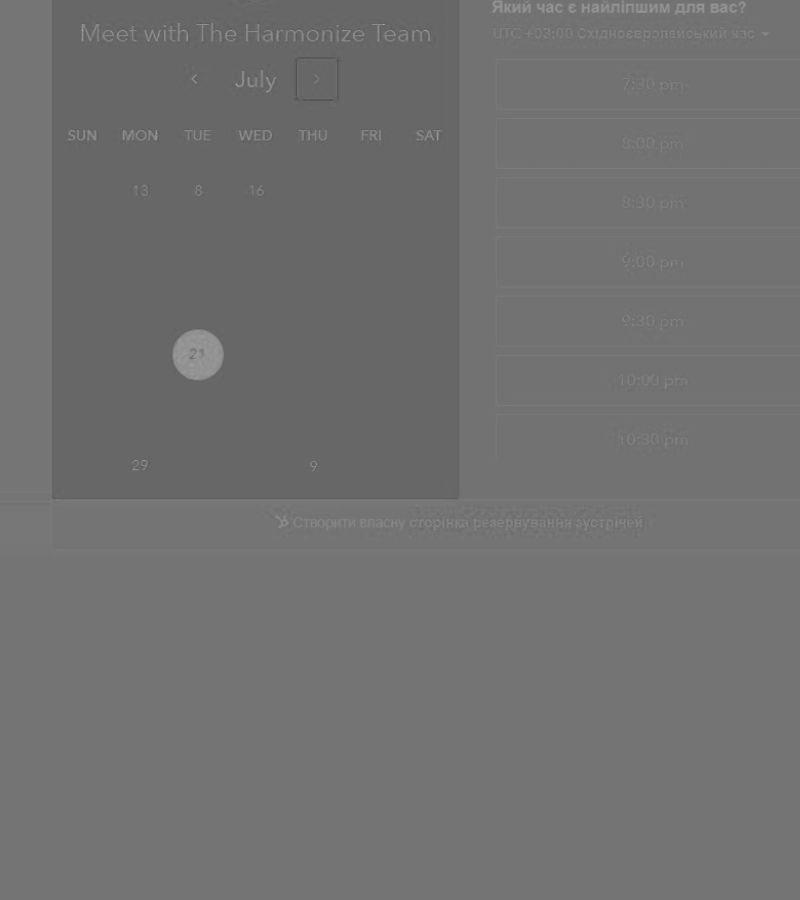 Meet with The Harmonize Team
July
SUN MON TUE WED THU FRI SAT
13 8 16
21
29 9
Який час є найліпшим для вас?
UTC +03:00 Східноєвропейський час
7:30 pm
8:00 pm
8:30 pm
9:00 pm
9:30 pm
10:00 pm
10:30 pm
Створити власну сторінка резервування зустрічей